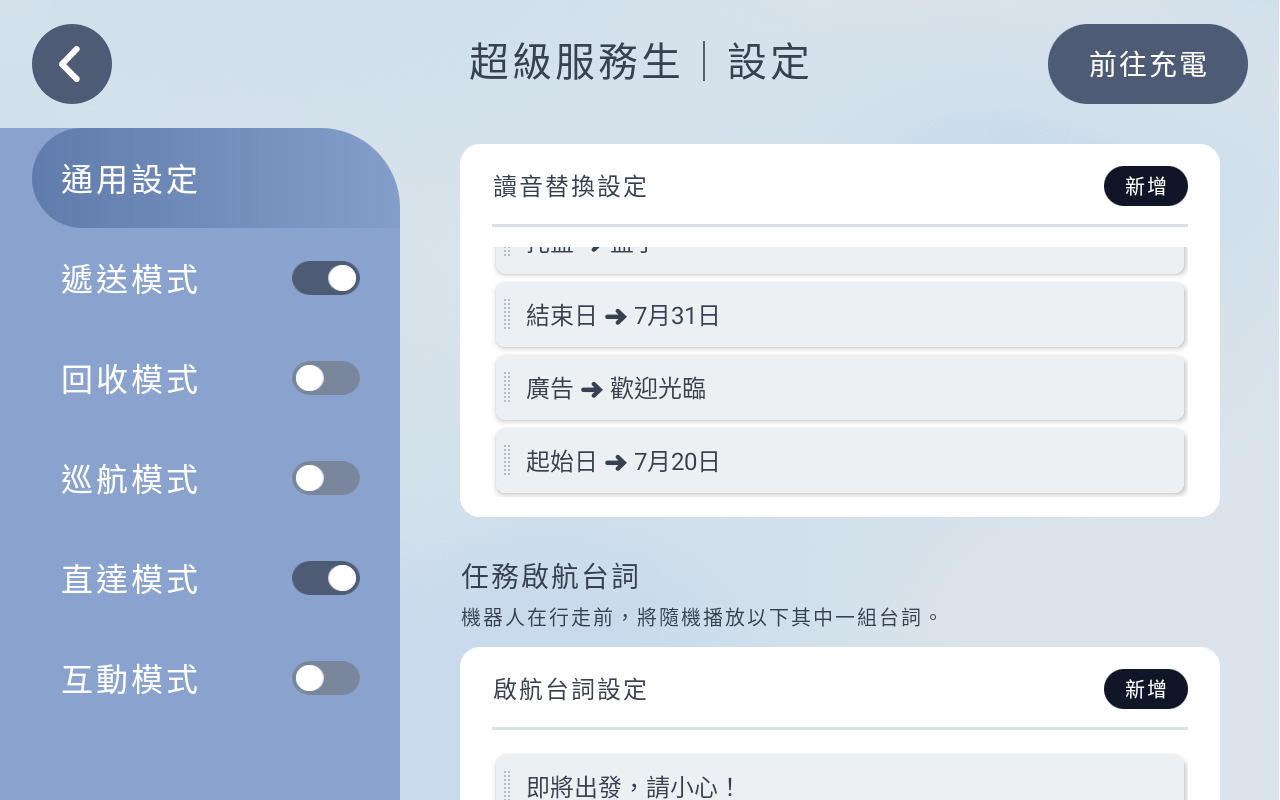 超級服務生｜設定
前往充電
通用設定
遞送模式
回收模式
巡航模式
直達模式
互動模式
讀音替換設定
新增
結束日 ➜ 7月31日
廣告 ➜ 歡迎光臨
起始日 ➜ 7月20日
任務啟航台詞
機器人在行走前，將隨機播放以下其中一組台詞。
啟航台詞設定
新增
即將出發，請小心！